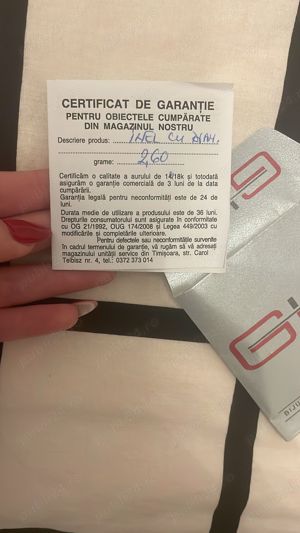 CERTIFICAT DE GARANȚIE
PENTRU OBIECTELE CUMPĂRATE
DIN MAGAZINUL NOSTRU
Descriere produs: INEL CU DIAM.
grame: 2,60
Certificăm o calitate a aurului de 14k/18k și totodată
asigurăm o garanție comercială de 3 luni de la data
cumpărării.
Garanția legală pentru neconformități este de 24 de
luni.
Durata medie de utilizare a produsului este de 36 luni.
Drepturile consumatorului sunt asigurate în conformitate
cu OG 21/1992, OUG 174/2008 și Legea 449/2003 cu
modificările și completările ulterioare.
Pentru defectele sau neconformitățile survenite
în cadrul termenului de garanție, vă rugăm să vă adresați
magazinului unității service din Timișoara, str. Carol
Telbisz nr. 4, tel.: 0372 373 014